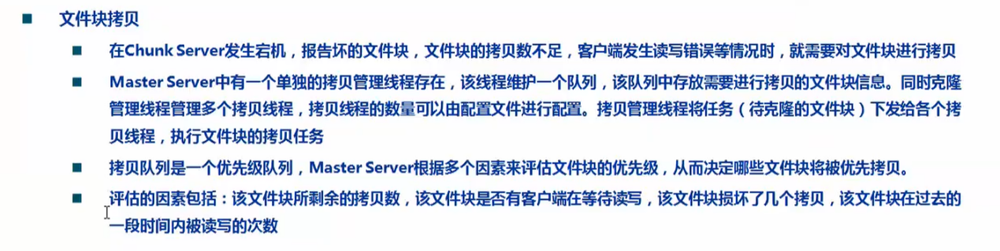 文件块拷贝
在Chunk Server发生宕机，报告坏的文件块，文件块的拷贝数不足，客户端发生读写错误等情况时，就需要对文件块进行拷贝
Master Server中有一个单独的拷贝管理线程存在，该线程维护一个队列，该队列中存放需要进行拷贝的文件块信息。同时克隆
管理线程管理多个拷贝线程，拷贝线程的数量可以由配置文件进行配置。拷贝管理线程将任务（待克隆的文件块）下发给各个拷
贝线程，执行文件块的拷贝任务
拷贝队列是一个优先级队列，Master Server根据多个因素来评估文件块的优先级，从而决定哪些文件块将被优先拷贝。
评估的因素包括：该文件块所剩余的拷贝数，该文件块是否有客户端在等待读写，该文件块损坏了几个拷贝，该文件块在过去的
一段时间内被读写的次数